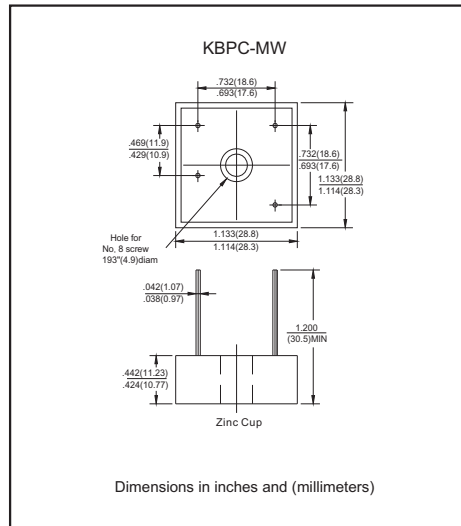 KBPC-MW
.732(18.6)
.693(17.6)
.469(11.9)
.429(10.9)
.732(18.6)
.693(17.6)
1.133(28.8)
1.114(28.3)
Hole for
No, 8 screw
193"(4.9)diam
1.133(28.8)
1.114(28.3)
.042(1.07)
.038(0.97)
1.200
(30.5)MIN
.442(11.23)
.424(10.77)
Zinc Cup
Dimensions in inches and (millimeters)